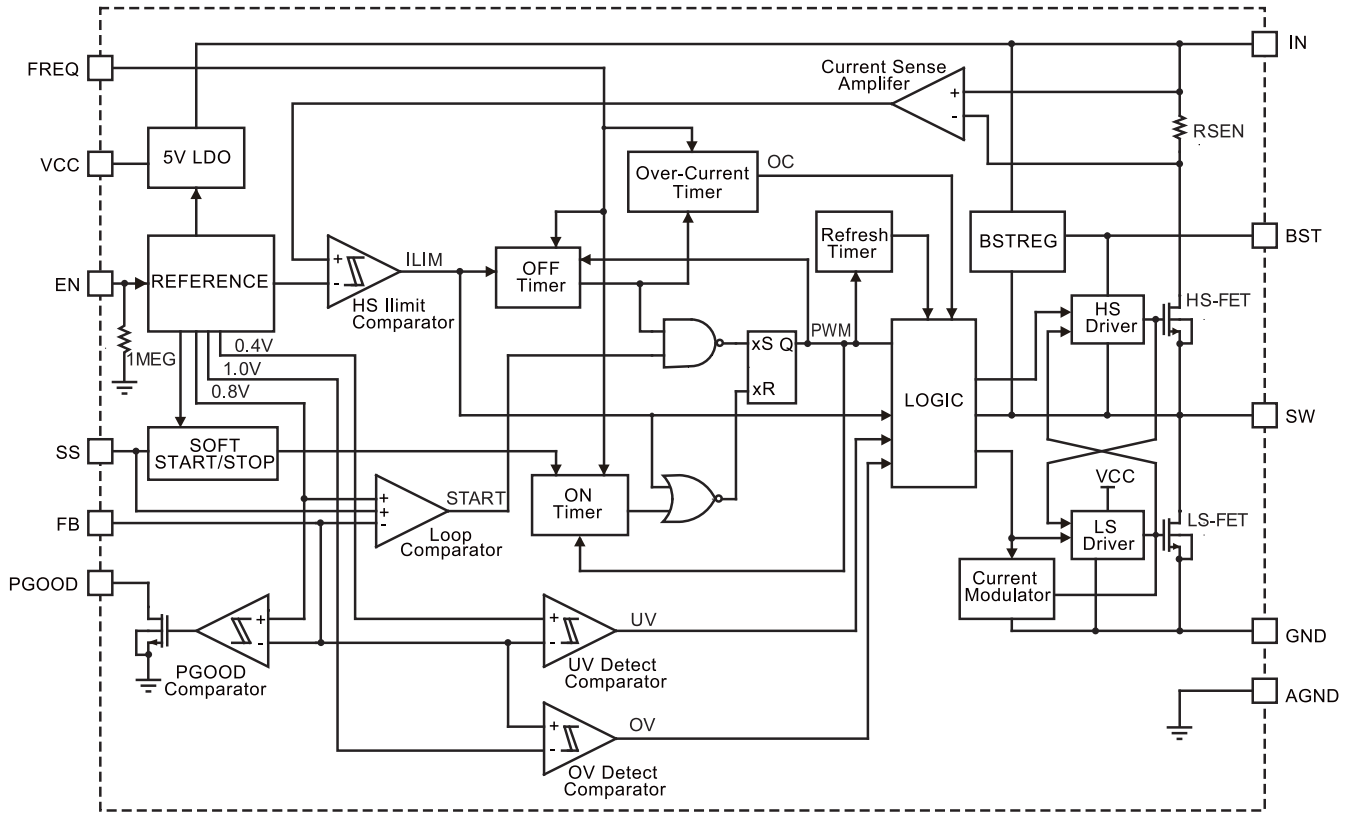 IN
FREQ
Current Sense
Amplifer
+
-
RSEN
VCC
5V LDO
Over-Current
Timer
OC
BSTREG
BST
Refresh
Timer
EN
REFERENCE
+
-
ILIM
HS Ilimit
Comparator
OFF
Timer
HS
Driver
HS-FET
1MEG
0.4V
1.0V
0.8V
xS Q
xR
PWM
LOGIC
SW
SS
SOFT
START/STOP
VCC
+
+
-
START
Loop
Comparator
ON
Timer
FB
LS
Driver
LS-FET
PGOOD
Current
Modulator
+
-
PGOOD
Comparator
+
-
UV
UV Detect
Comparator
GND
AGND
+
-
OV
OV Detect
Comparator